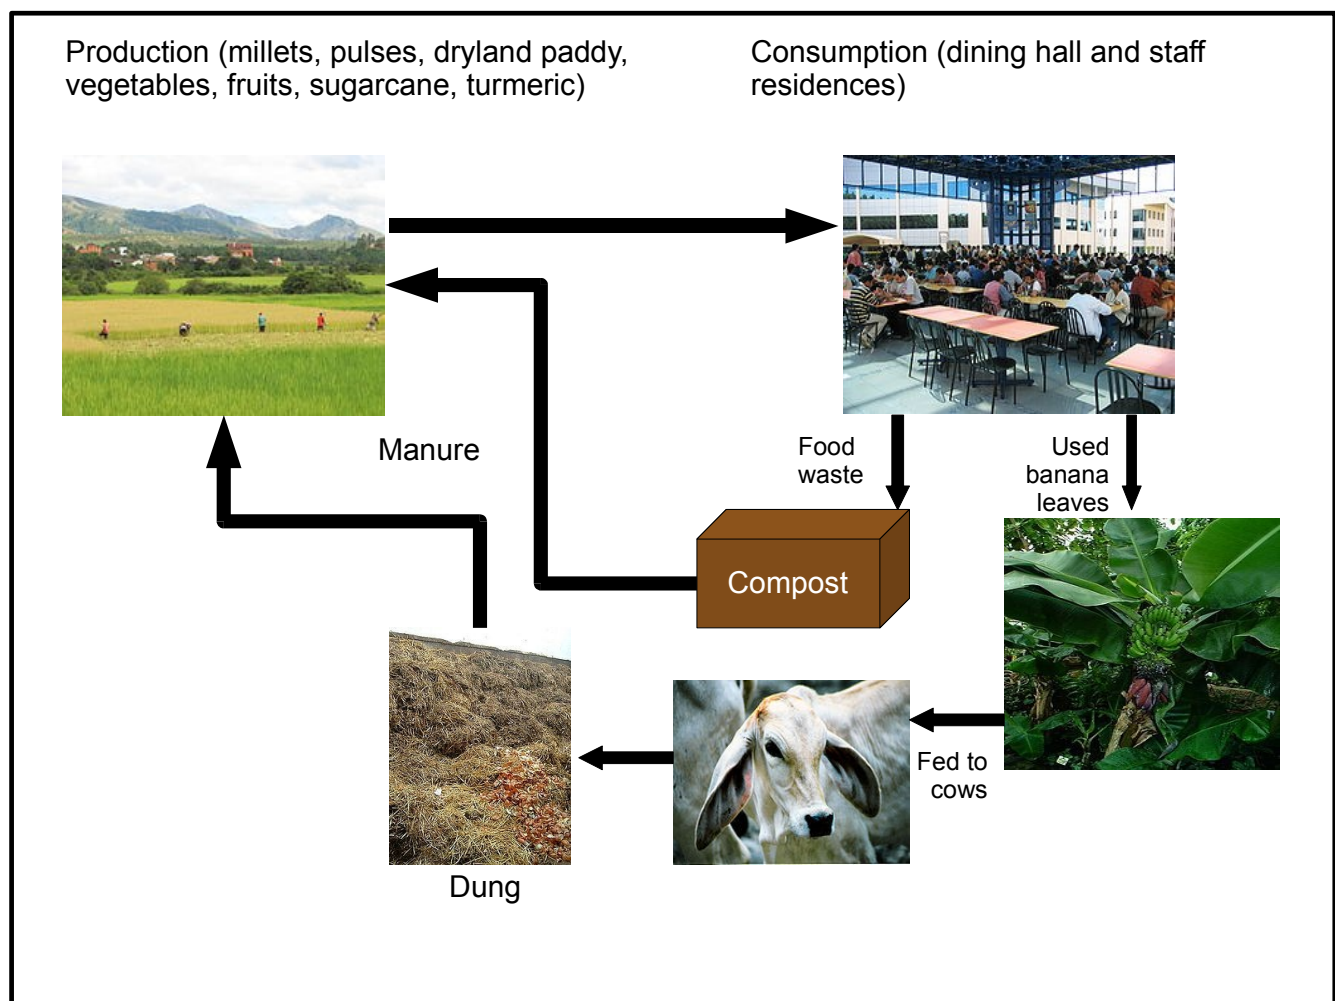 Production (millets, pulses, dryland paddy,
vegetables, fruits, sugarcane, turmeric)
Consumption (dining hall and staff
residences)
Manure
Food
waste
Used
banana
leaves
Compost
Fed to
cows
Dung